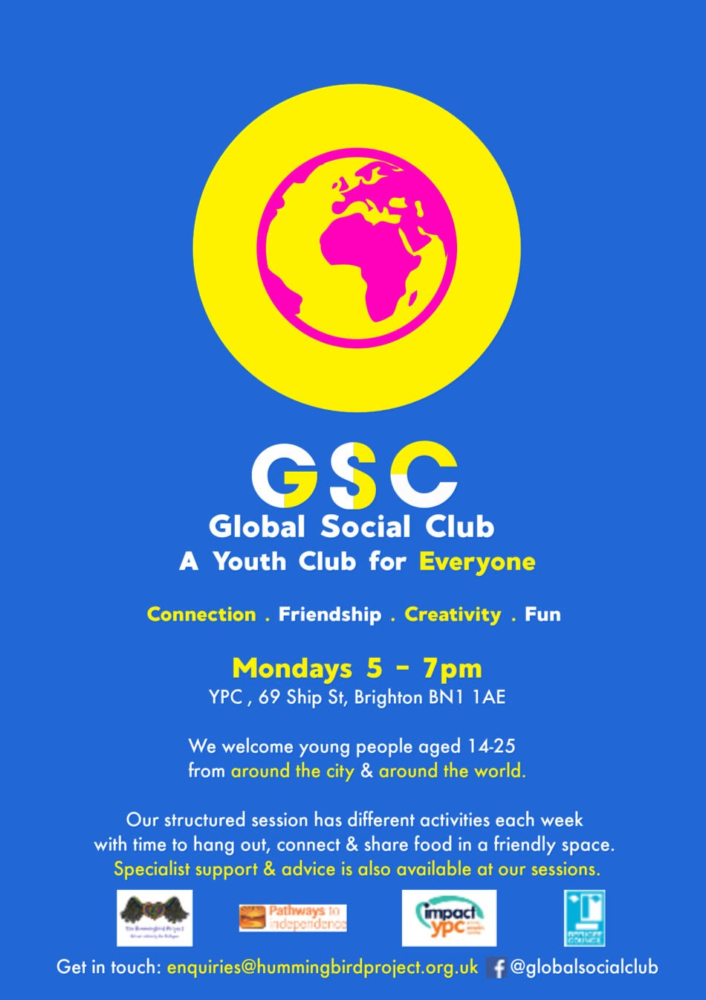 GSC
Global Social Club
A Youth Club for Everyone
Connection . Friendship . Creativity . Fun
Mondays 5 – 7pm
YPC , 69 Ship St, Brighton BN1 1AE
We welcome young people aged 14-25
from around the city & around the world.
Our structured session has different activities each week
with time to hang out, connect & share food in a friendly space.
Specialist support & advice is also available at our sessions.
The Hummingbird Project
Pathways to
independence
impact
ypc
REFUGEE
COUNCIL
Get in touch: enquiries@hummingbirdproject.org.uk f @globalsocialclub